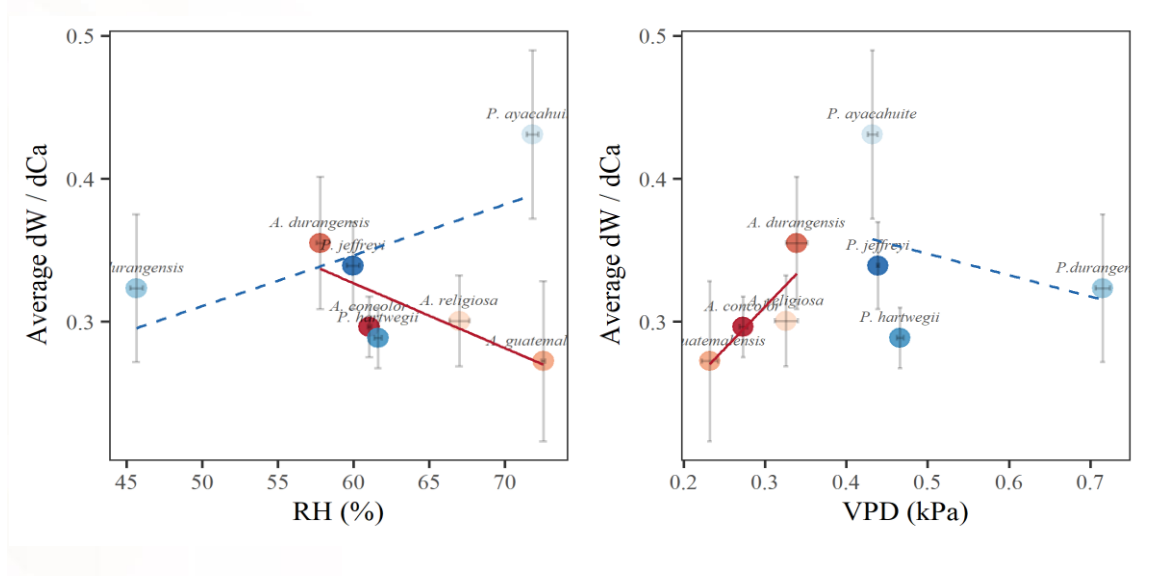 0.5
0.4
0.3
Average dW / dCa
P. ayacahui
A. durangensis
P. jeffreyi
urangensis
A. religiosa
A. concolor
P. hartwegii
A. guatemal
45 50 55 60 65 70
RH (%)
0.5
0.4
0.3
Average dW / dCa
P. ayacahuite
A. durangensis
P. jeffreyi
P.duranger
A. religiosa
A. concolor
P. hartwegii
uatemalensis
0.2 0.3 0.4 0.5 0.6 0.7
VPD (kPa)